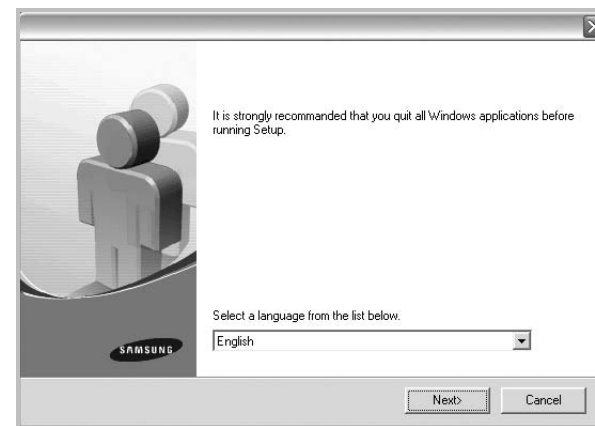 It is strongly recommanded that you quit all Windows applications before
running Setup.
Select a language from the list below.
English
SAMSUNG
Next>
Cancel